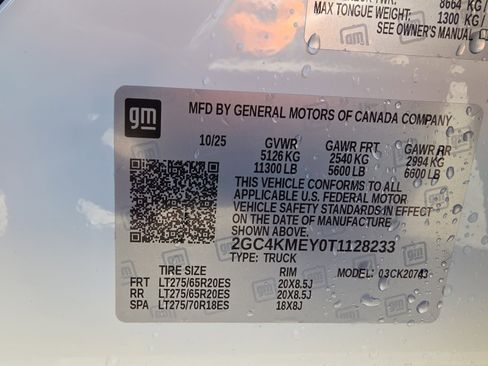 8664 KG /
MAX TONGUE WEIGHT: 1300 KG /
SEE OWNER'S MANUAL
gm
MFD BY GENERAL MOTORS OF CANADA COMPANY
10/25 GVWR GAWR FRT GAWR RR
5126 KG 2540 KG 2994 KG
11300 LB 5600 LB 6600 LB
THIS VEHICLE CONFORMS TO ALL
APPLICABLE U.S. FEDERAL MOTOR
VEHICLE SAFETY STANDARDS IN EFFECT
ON THE DATE OF MANUFACTURE
SHOWN ABOVE.
2GC4KMEY0T1128233
TYPE: TRUCK MODEL: 03CK20743
TIRE SIZE RIM
FRT LT275/65R20ES 20X8.5J
RR LT275/65R20ES 20X8.5J
SPA LT275/70R18ES 18X8J